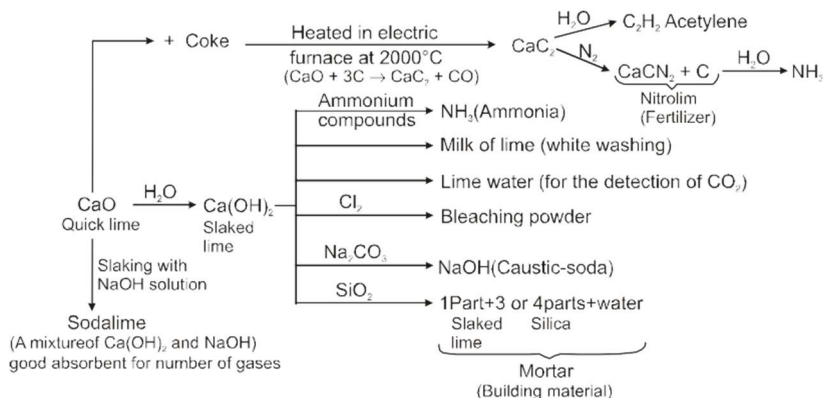 + Coke
Heated in electric
furnace at 2000°C
(CaO + 3C → CaC₂ + CO)
CaC₂
H₂O
C₂H₂ Acetylene
N₂
CaCN₂ + C
H₂O
NH₃
Nitrolim
(Fertilizer)
CaO
Quick lime
H₂O
Ca(OH)₂
Slaked
lime
Ammonium
compounds
NH₃(Ammonia)
Milk of lime (white washing)
Lime water (for the detection of CO₂)
Cl₂
Bleaching powder
Na₂CO₃
NaOH(Caustic-soda)
SiO₂
1Part+3 or 4parts+water
Slaked
lime
Silica
Mortar
(Building material)
Slaking with
NaOH solution
Sodalime
(A mixtureof Ca(OH)₂ and NaOH)
good absorbent for number of gases